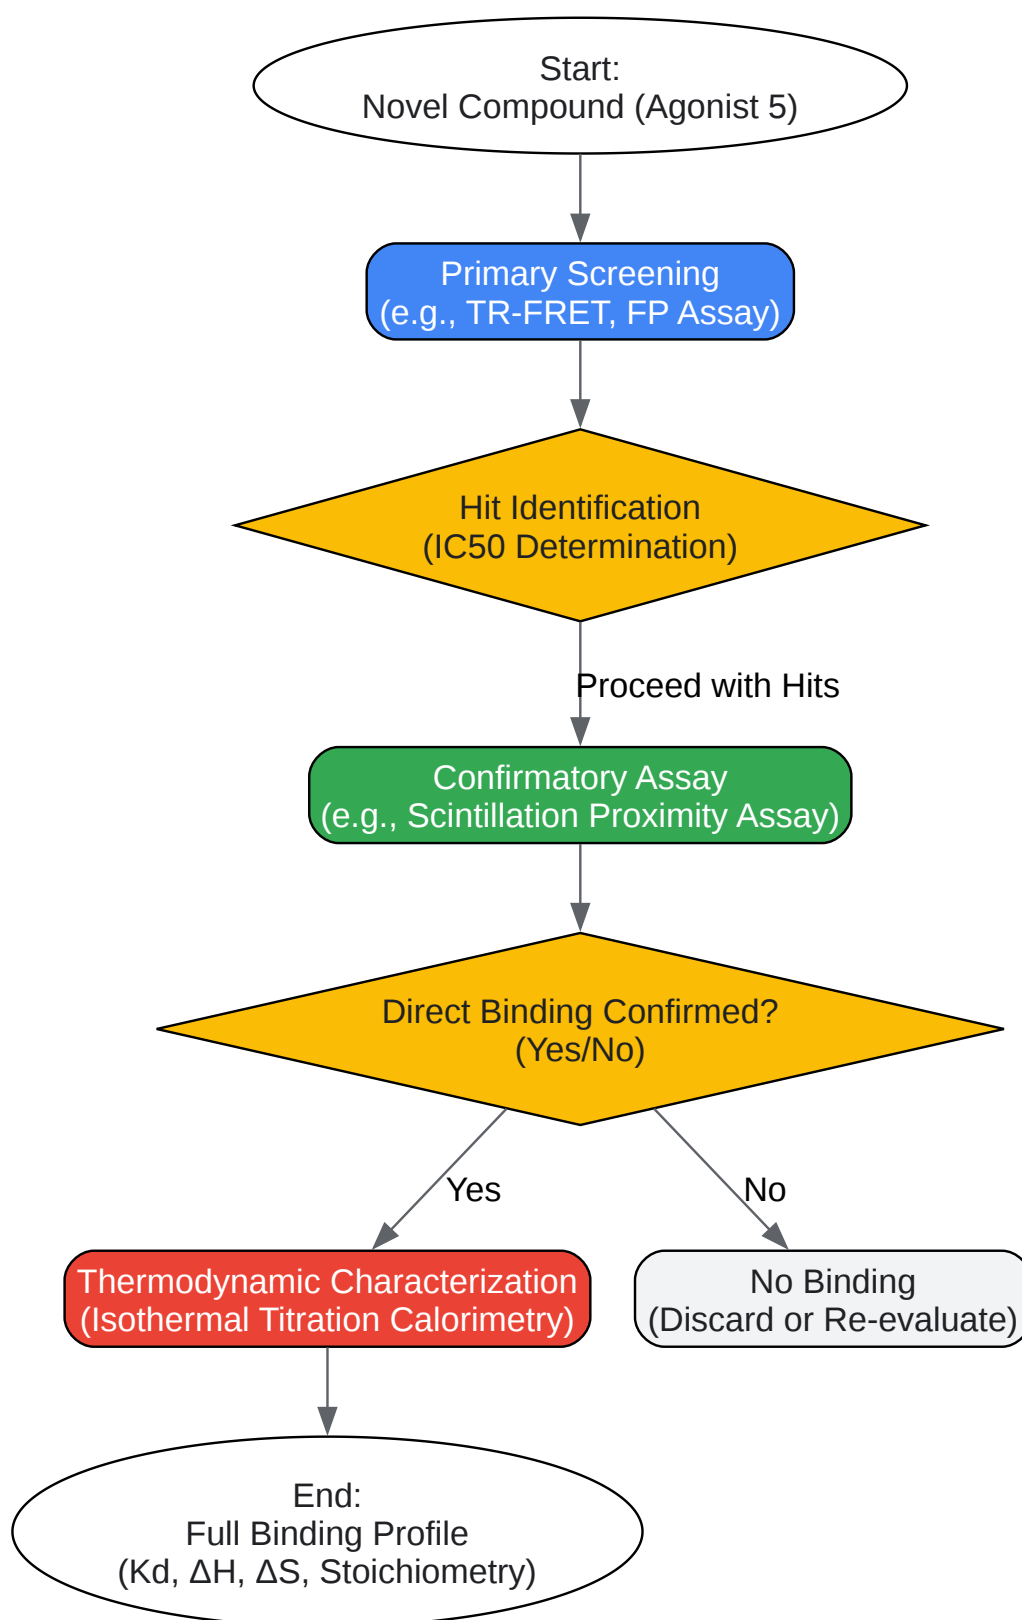 Start:
Novel Compound (Agonist 5)
Primary Screening
(e.g., TR-FRET, FP Assay)
Hit Identification
(IC50 Determination)
Proceed with Hits
Confirmatory Assay
(e.g., Scintillation Proximity Assay)
Direct Binding Confirmed?
(Yes/No)
Yes
No
Thermodynamic Characterization
(Isothermal Titration Calorimetry)
No Binding
(Discard or Re-evaluate)
End:
Full Binding Profile
(Kd, ΔH, ΔS, Stoichiometry)